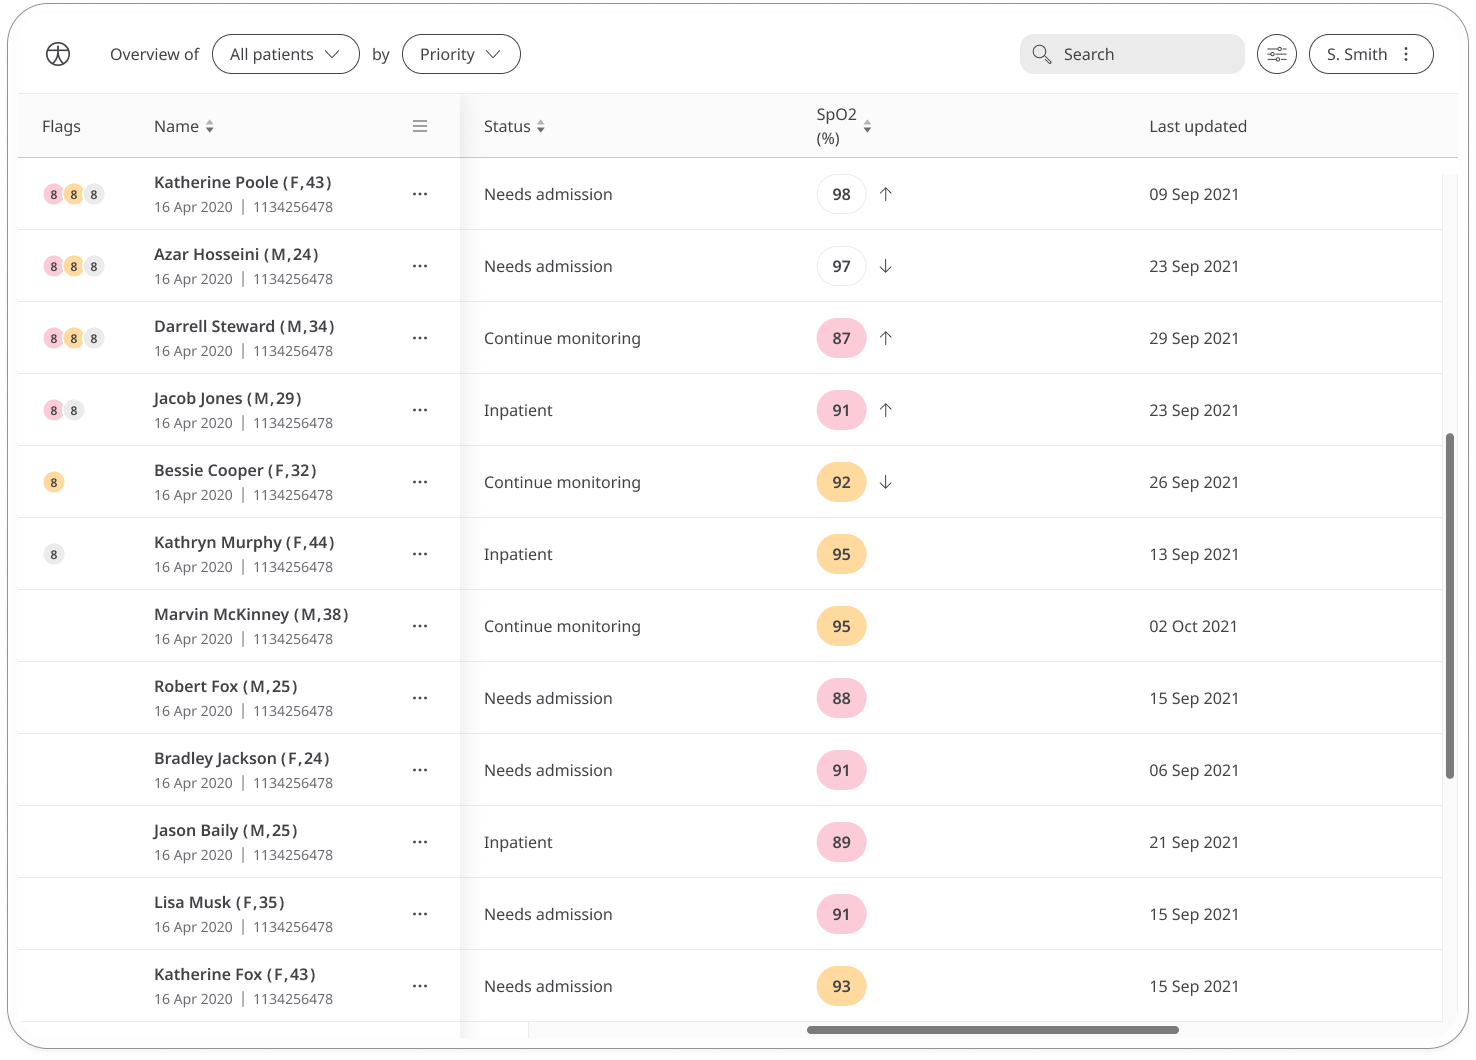 Overview of All patients by Priority Search S. Smith
Flags Name Status SpO2 (%) Last updated
8 8 8 Katherine Poole (F,43) Needs admission 98 ↑ 09 Sep 2021
16 Apr 2020 | 1134256478
8 8 8 Azar Hosseini (M,24) Needs admission 97 ↓ 23 Sep 2021
16 Apr 2020 | 1134256478
8 8 8 Darrell Steward (M,34) Continue monitoring 87 ↑ 29 Sep 2021
16 Apr 2020 | 1134256478
8 8 Jacob Jones (M,29) Inpatient 91 ↑ 23 Sep 2021
16 Apr 2020 | 1134256478
8 Bessie Cooper (F,32) Continue monitoring 92 ↓ 26 Sep 2021
16 Apr 2020 | 1134256478
8 Kathryn Murphy (F,44) Inpatient 95 13 Sep 2021
16 Apr 2020 | 1134256478
Marvin McKinney (M,38) Continue monitoring 95 02 Oct 2021
16 Apr 2020 | 1134256478
Robert Fox (M,25) Needs admission 88 15 Sep 2021
16 Apr 2020 | 1134256478
Bradley Jackson (F,24) Needs admission 91 06 Sep 2021
16 Apr 2020 | 1134256478
Jason Baily (M,25) Inpatient 89 21 Sep 2021
16 Apr 2020 | 1134256478
Lisa Musk (F,35) Needs admission 91 15 Sep 2021
16 Apr 2020 | 1134256478
Katherine Fox (F,43) Needs admission 93 15 Sep 2021
16 Apr 2020 | 1134256478